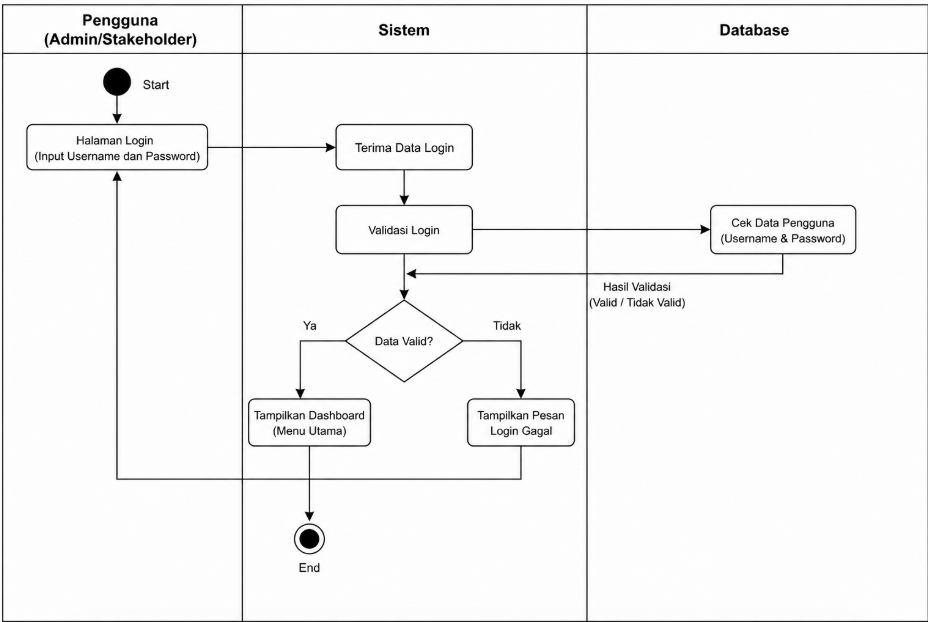 Pengguna
(Admin/Stakeholder)
Sistem
Database
Start
Halaman Login
(Input Username dan Password)
Terima Data Login
Validasi Login
Cek Data Pengguna
(Username & Password)
Hasil Validasi
(Valid / Tidak Valid)
Ya
Data Valid?
Tidak
Tampilkan Dashboard
(Menu Utama)
Tampilkan Pesan
Login Gagal
End